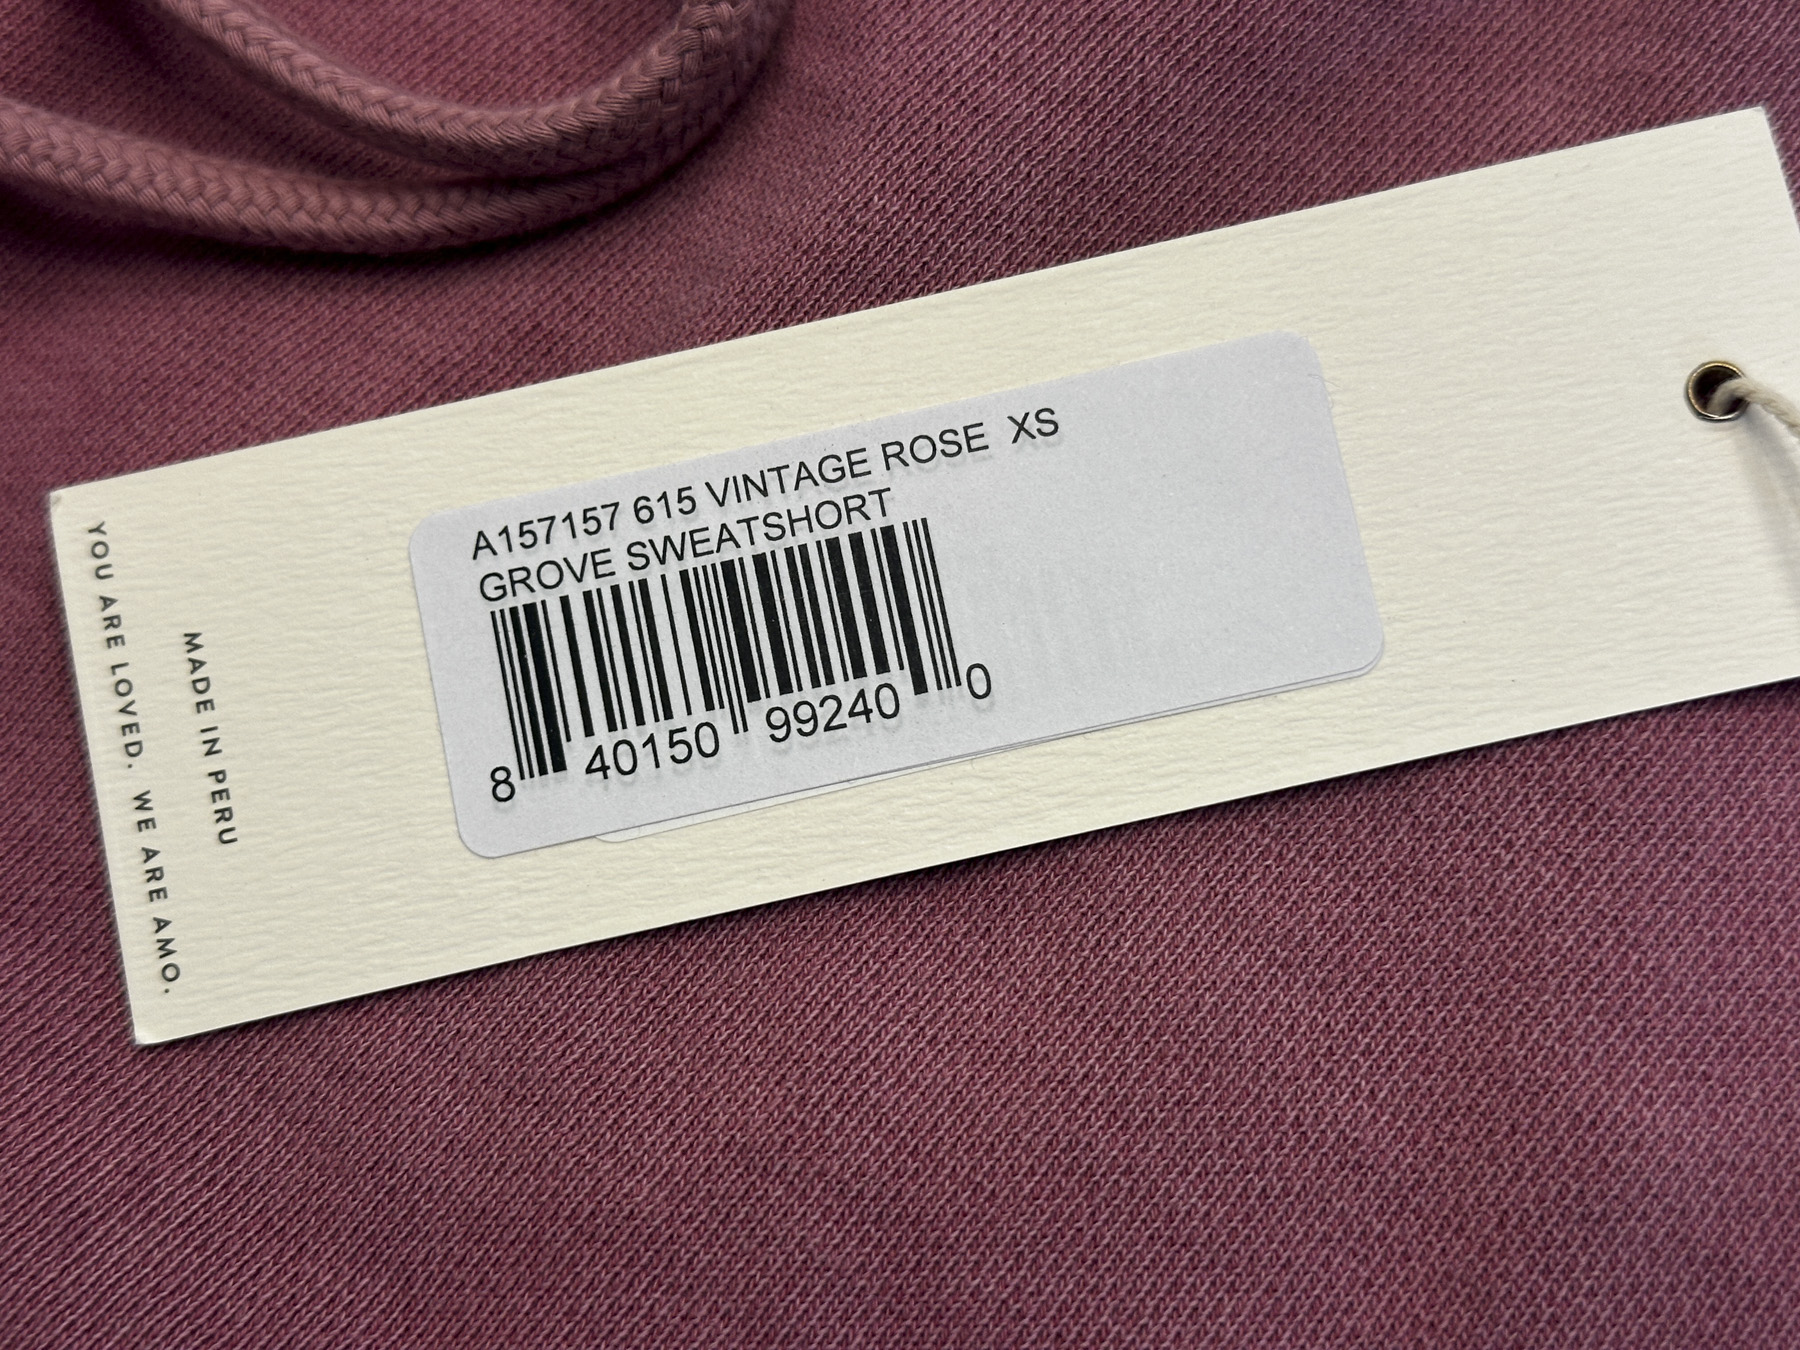 A157157 615 VINTAGE ROSE XS
GROVE SWEATSHORT
8 40150 99240 0
MADE IN PERU
YOU ARE LOVED. WE ARE AMO.